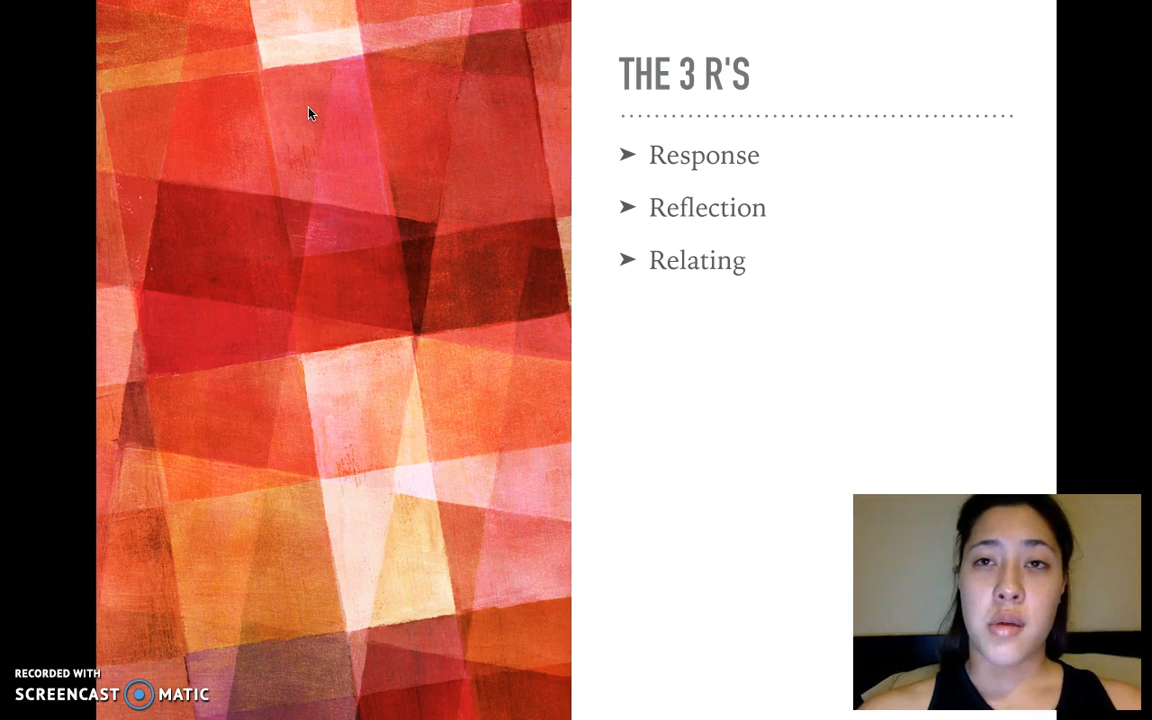 THE 3 R'S
➤ Response
➤ Reflection
➤ Relating
RECORDED WITH
SCREENCAST MATIC